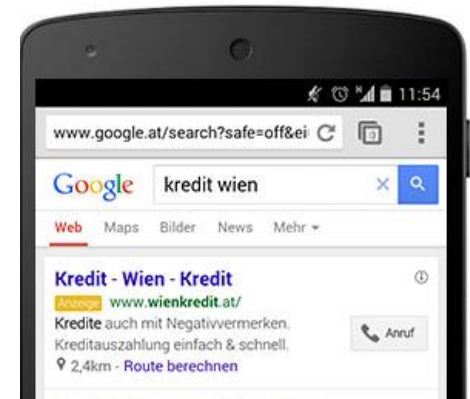 11:54
www.google.at/search?safe=off&ei
Google kredit wien
Web Maps Bilder News Mehr
Kredit - Wien - Kredit
Anzeige www.wienkredit.at/
Kredite auch mit Negativvermerken.
Kreditauszahlung einfach & schnell.
Anruf
2,4km - Route berechnen